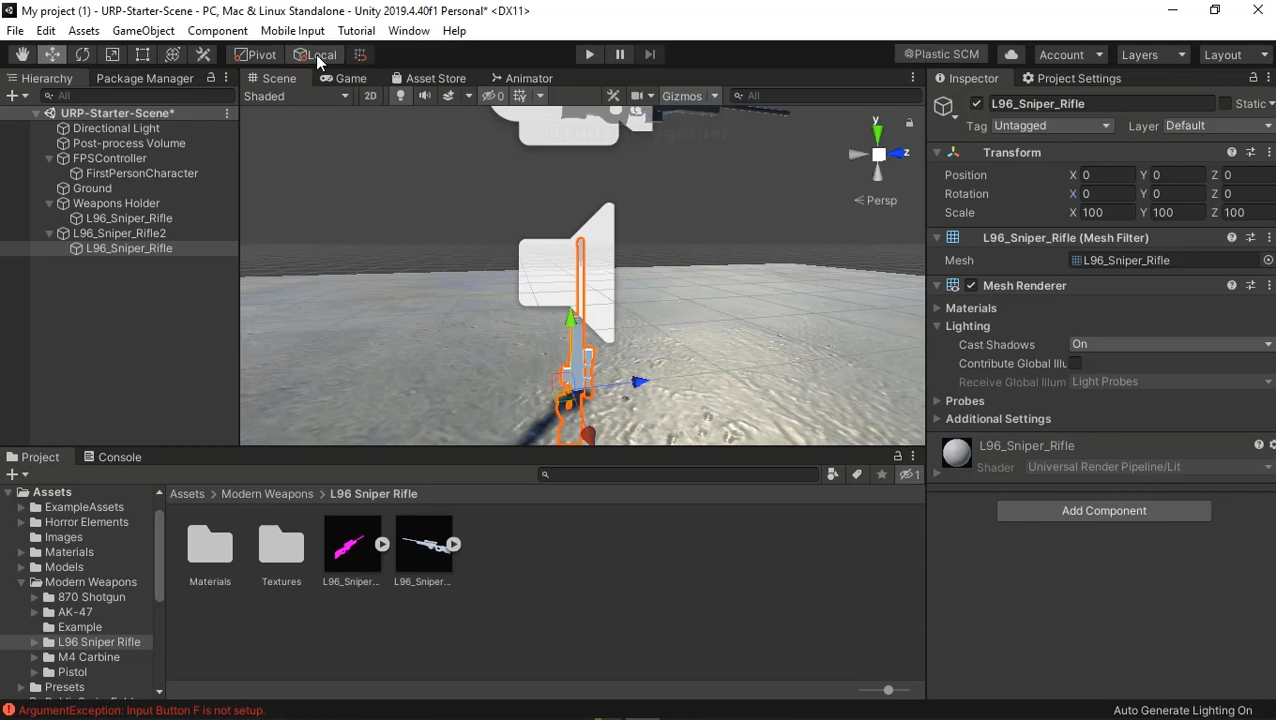 My project (1) - URP-Starter-Scene - PC, Mac & Linux Standalone - Unity 2019.4.40f1 Personal* <DX11>
File Edit Assets GameObject Component Mobile Input Tutorial Window Help
Pivot Local Plastic SCM Account Layers Layout
Hierarchy Package Manager Scene Game Asset Store Animator Inspector Project Settings
All Shaded 2D 0 Gizmos All
L96_Sniper_Rifle Static
Tag Untagged Layer Default
URP-Starter-Scene*
Directional Light
Post-process Volume
FPSController
FirstPersonCharacter
Ground
Weapons Holder
L96_Sniper_Rifle
L96_Sniper_Rifle2
L96_Sniper_Rifle
y
z
Persp
Transform
Position X 0 Y 0 Z 0
Rotation X 0 Y 0 Z 0
Scale X 100 Y 100 Z 100
L96_Sniper_Rifle (Mesh Filter)
Mesh L96_Sniper_Rifle
Mesh Renderer
Materials
Lighting
Cast Shadows On
Contribute Global Illu
Receive Global Illum Light Probes
Probes
Additional Settings
L96_Sniper_Rifle
Shader Universal Render Pipeline/Lit
Add Component
Project Console
1
Assets
ExampleAssets
Horror Elements
Images
Materials
Models
Modern Weapons
870 Shotgun
AK-47
Example
L96 Sniper Rifle
M4 Carbine
Pistol
Presets
Assets Modern Weapons L96 Sniper Rifle
Materials Textures L96_Sniper... L96_Sniper...
ArgumentException: Input Button F is not setup.
Auto Generate Lighting On